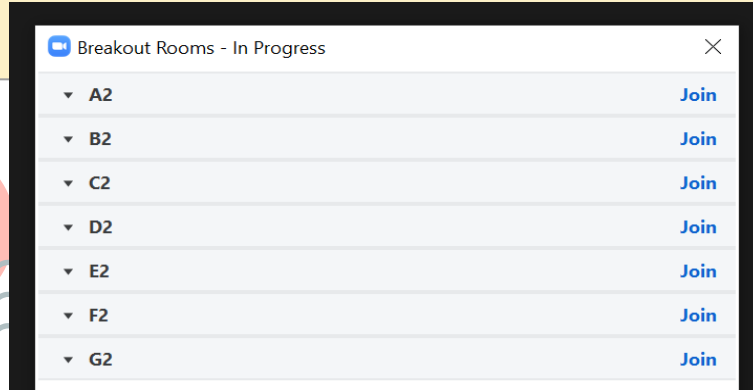 Breakout Rooms - In Progress
A2 Join
B2 Join
C2 Join
D2 Join
E2 Join
F2 Join
G2 Join